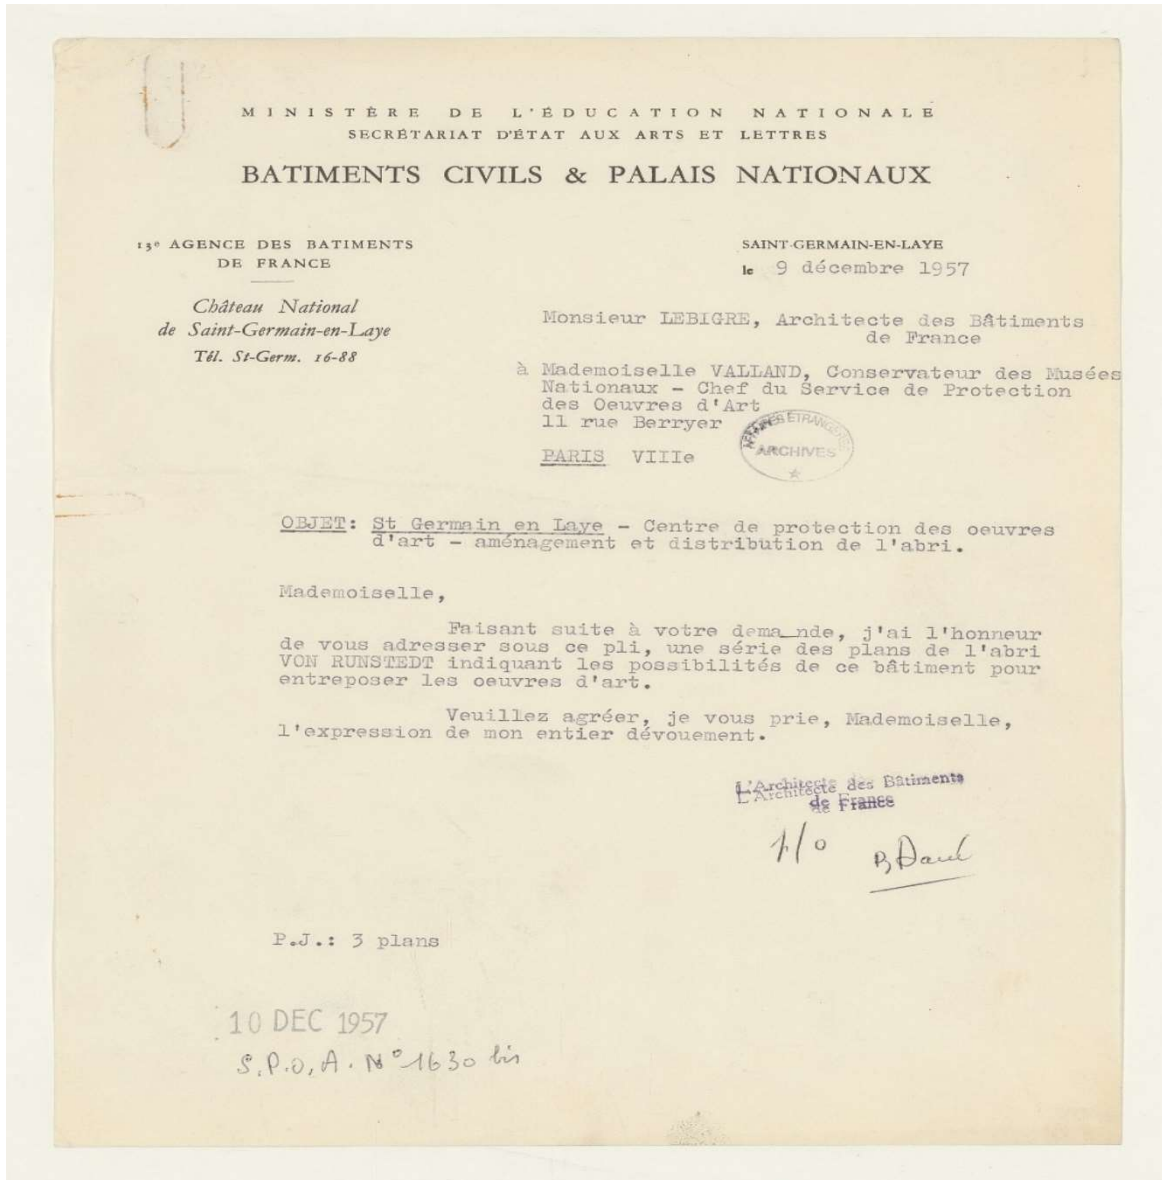 MINISTÈRE DE L'ÉDUCATION NATIONALE
SECRÉTARIAT D'ÉTAT AUX ARTS ET LETTRES
BATIMENTS CIVILS & PALAIS NATIONAUX
13e AGENCE DES BATIMENTS
DE FRANCE
Château National
de Saint-Germain-en-Laye
Tél. St-Germ. 16-88
SAINT-GERMAIN-EN-LAYE
le 9 décembre 1957
Monsieur LEBIGRE, Architecte des Bâtiments
de France
à Mademoiselle VALLAND, Conservateur des Musées
Nationaux - Chef du Service de Protection
des Oeuvres d'Art
11 rue Berryer
PARIS VIIIe
AFFAIRES ETRANGERES
ARCHIVES
OBJET: St Germain en Laye - Centre de protection des oeuvres
d'art - aménagement et distribution de l'abri.
Mademoiselle,
Faisant suite à votre dema_nde, j'ai l'honneur
de vous adresser sous ce pli, une série des plans de l'abri
VON RUNSTEDT indiquant les possibilités de ce bâtiment pour
entreposer les oeuvres d'art.
Veuillez agréer, je vous prie, Mademoiselle,
l'expression de mon entier dévouement.
L'Architecte des Bâtiments
de France
P.J.: 3 plans
10 DEC 1957
S.P.O.A. N° 1630 bis